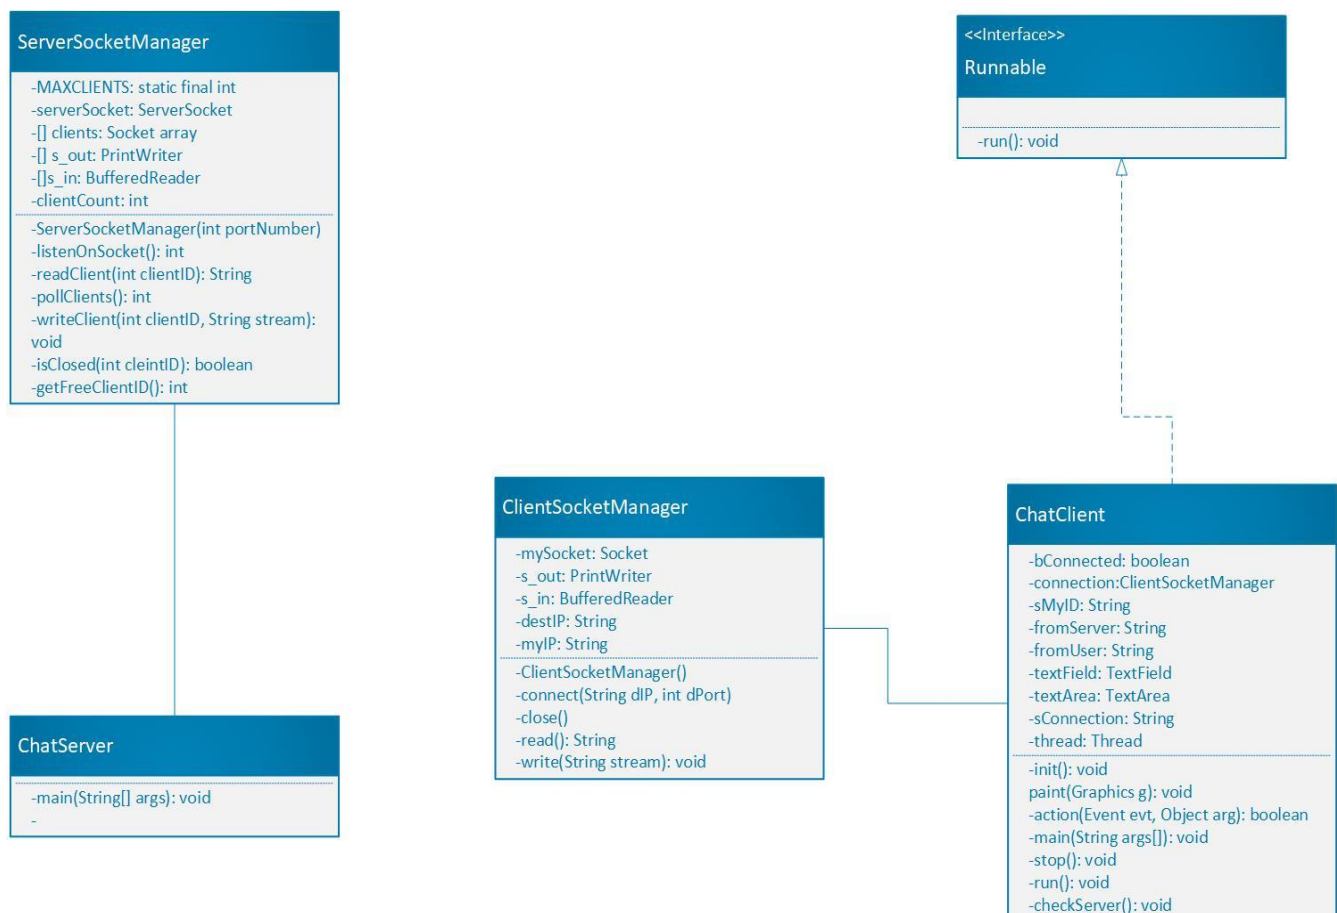 ServerSocketManager
-MAXCLIENTS: static final int
-serverSocket: ServerSocket
-[] clients: Socket array
-[] s_out: PrintWriter
-[]s_in: BufferedReader
-clientCount: int
-ServerSocketManager(int portNumber)
-listenOnSocket(): int
-readClient(int clientID): String
-pollClients(): int
-writeClient(int clientID, String stream):
void
-isClosed(int cleintID): boolean
-getFreeClientID(): int
<<Interface>>
Runnable
-run(): void
ClientSocketManager
-mySocket: Socket
-s_out: PrintWriter
-s_in: BufferedReader
-destIP: String
-myIP: String
-ClientSocketManager()
-connect(String dIP, int dPort)
-close()
-read(): String
-write(String stream): void
ChatClient
-bConnected: boolean
-connection:ClientSocketManager
-sMyID: String
-fromServer: String
-fromUser: String
-textField: TextField
-textArea: TextArea
-sConnection: String
-thread: Thread
-init(): void
paint(Graphics g): void
-action(Event evt, Object arg): boolean
-main(String args[]): void
-stop(): void
-run(): void
-checkServer(): void
ChatServer
-main(String[] args): void
-